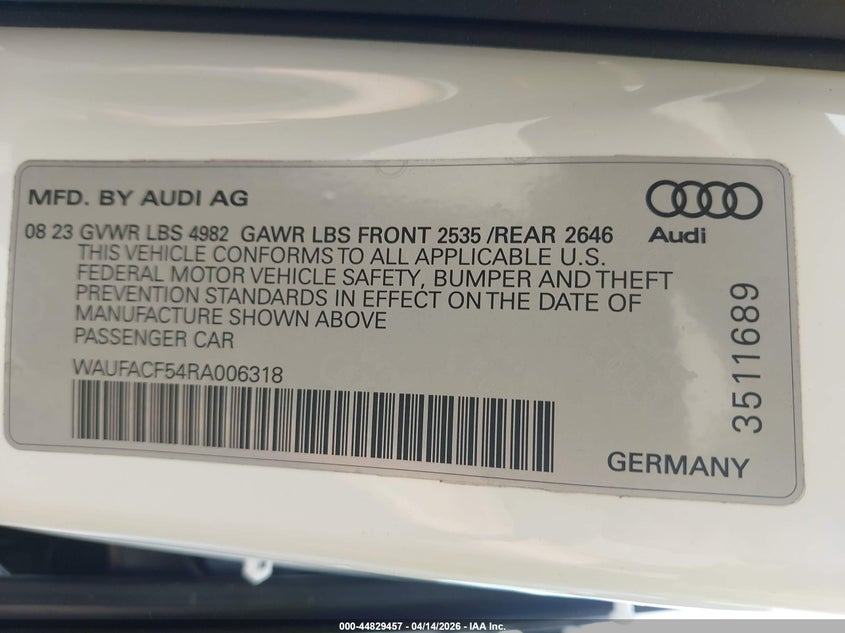 MFD. BY AUDI AG
Audi
08 23 GVWR LBS 4982 GAWR LBS FRONT 2535 /REAR 2646
THIS VEHICLE CONFORMS TO ALL APPLICABLE U.S.
FEDERAL MOTOR VEHICLE SAFETY, BUMPER AND THEFT
PREVENTION STANDARDS IN EFFECT ON THE DATE OF
MANUFACTURE SHOWN ABOVE
PASSENGER CAR
WAUFACF54RA006318
3511689
GERMANY
000-44829457 - 04/14/2026 - IAA Inc.